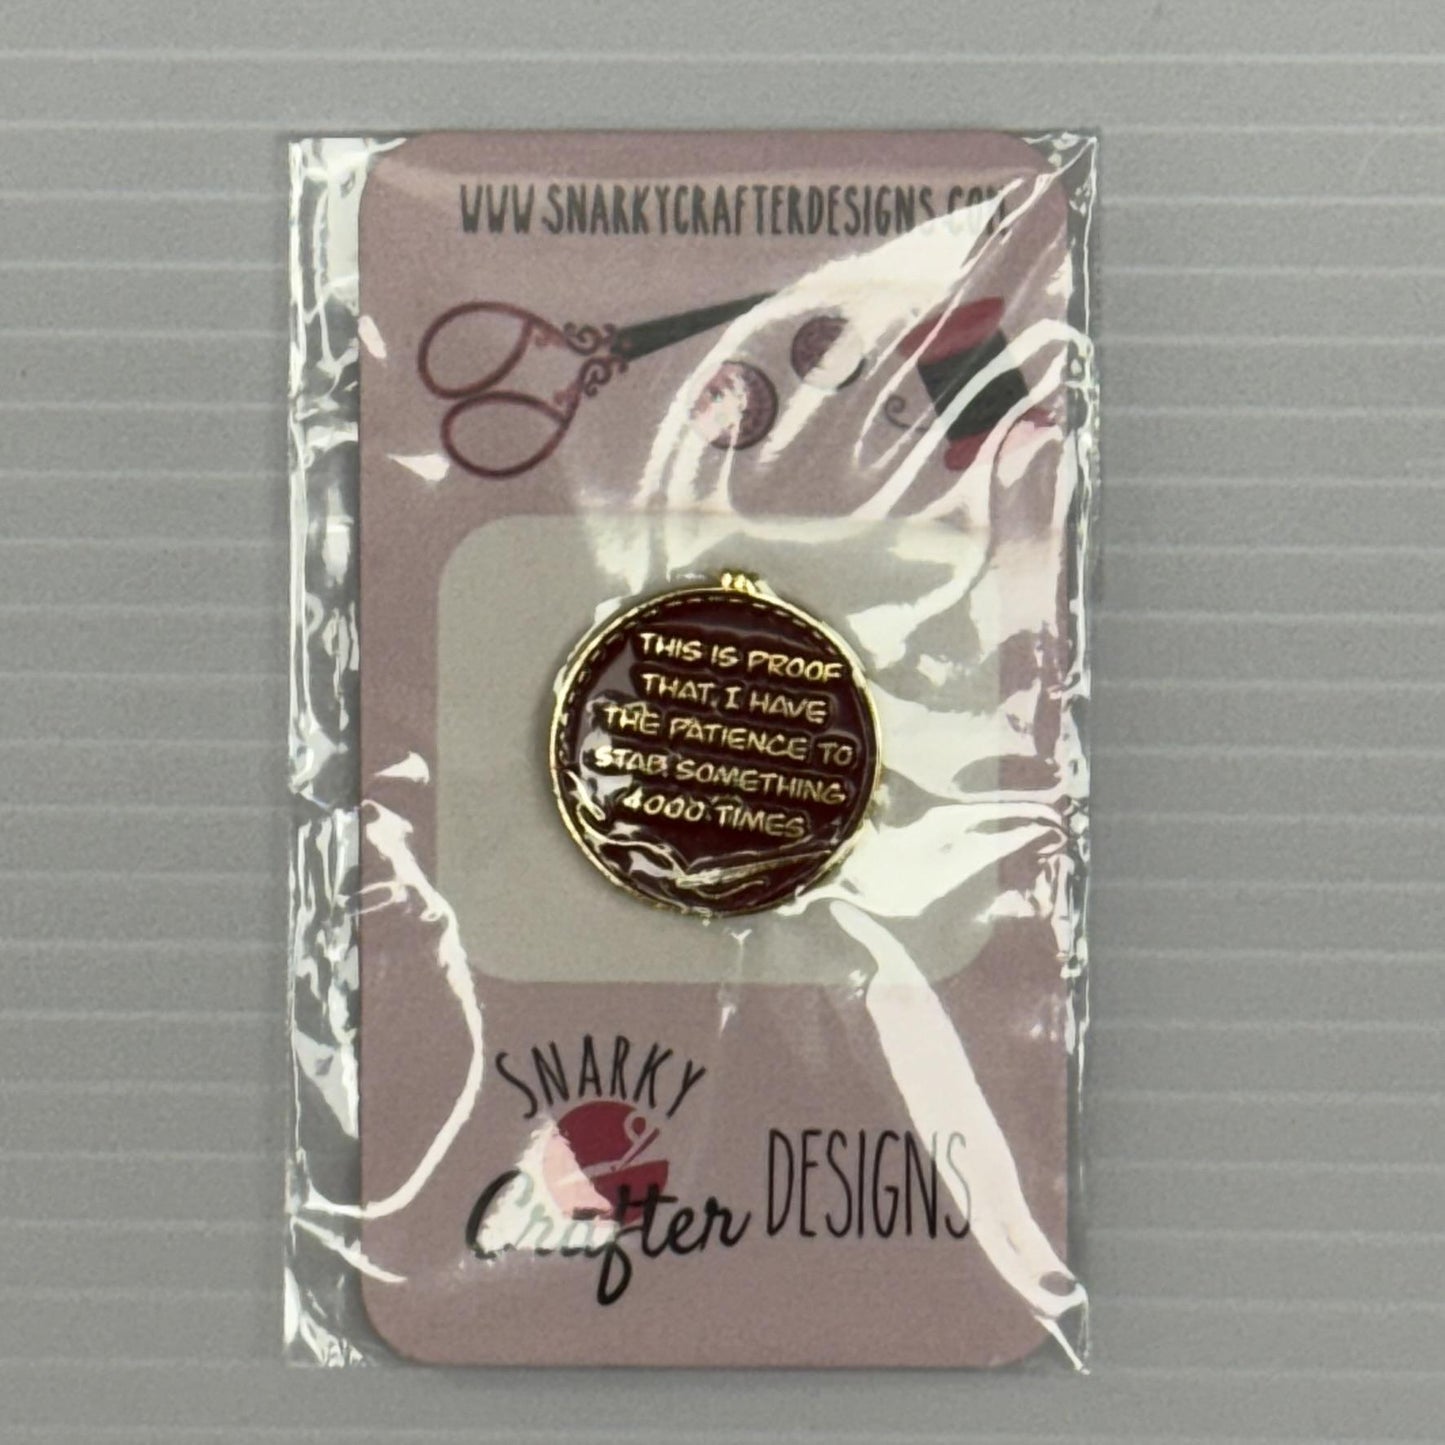 WWW.SNARKYCRAFTERDESIGNS.COM
THIS IS PROOF
THAT I HAVE
THE PATIENCE TO
STAB SOMETHING
4000 TIMES
SNARKY
Crafter DESIGNS